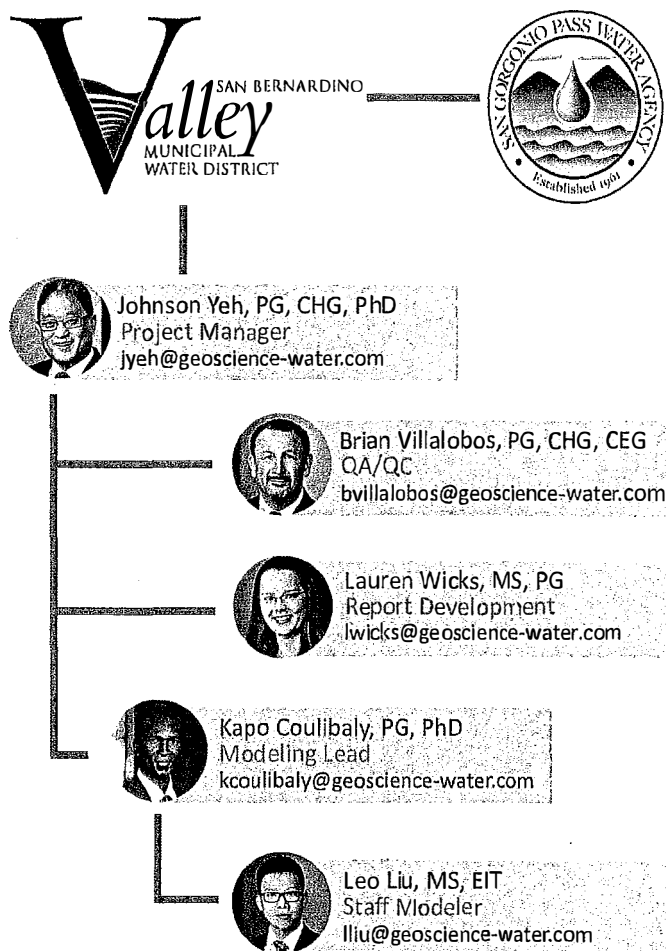 SAN BERNARDINO
Valley
MUNICIPAL
WATER DISTRICT
SAN GORGONIO PASS WATER AGENCY
Established 1961
Johnson Yeh, PG, CHG, PhD
Project Manager
jyeh@geoscience-water.com
Brian Villalobos, PG, CHG, CEG
QA/QC
bvillalobos@geoscience-water.com
Lauren Wicks, MS, PG
Report Development
lwicks@geoscience-water.com
Kapo Coulibaly, PG, PhD
Modeling Lead
kcoulibaly@geoscience-water.com
Leo Liu, MS, EIT
Staff Modeler
lliu@geoscience-water.com